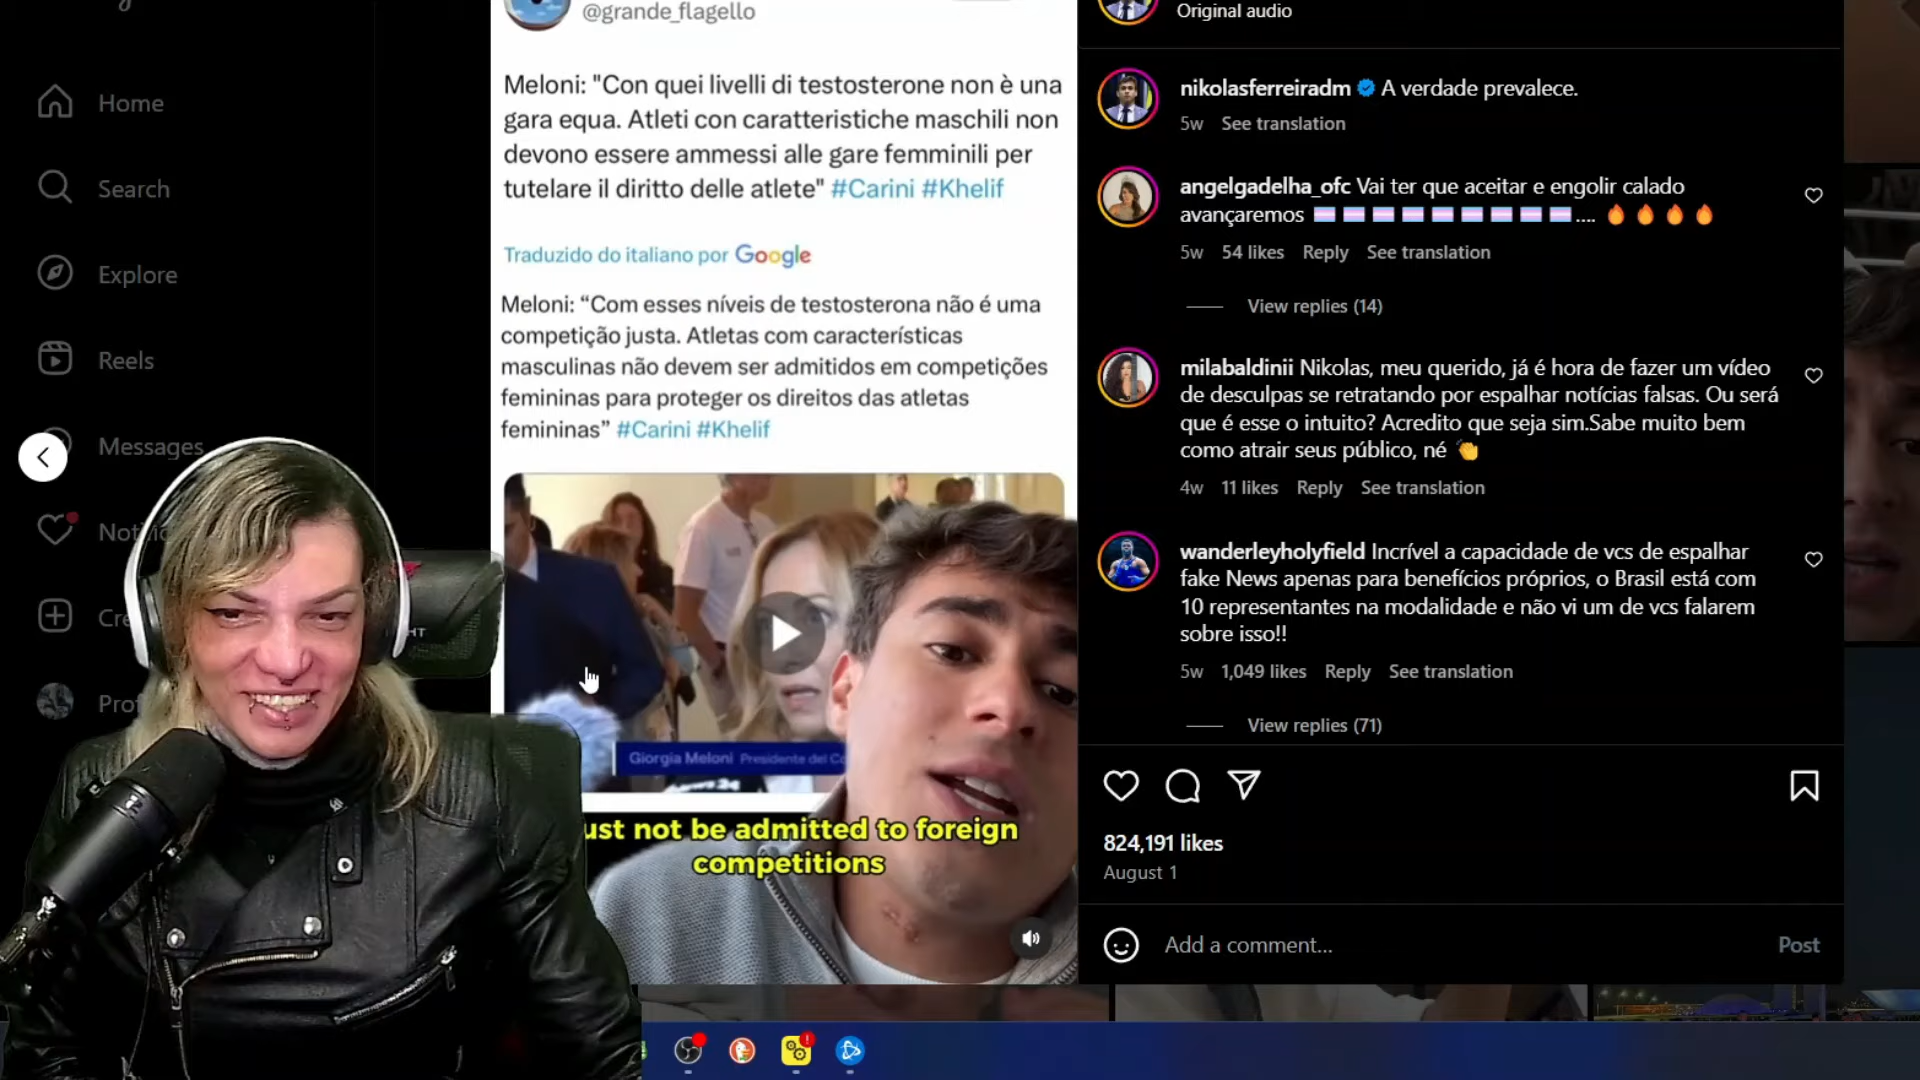 Home
Search
Explore
Reels
Messages
@grande_flagello
Meloni: "Con quei livelli di testosterone non è una
gara equa. Atleti con caratteristiche maschili non
devono essere ammessi alle gare femminili per
tutelare il diritto delle atlete" #Carini #Khelif
Traduzido do italiano por Google
Meloni: “Com esses níveis de testosterona não é uma
competição justa. Atletas com características
masculinas não devem ser admitidos em competições
femininas para proteger os direitos das atletas
femininas” #Carini #Khelif
Giorgia Meloni Presidente del
ust not be admitted to foreign
competitions
Original audio
nikolasferreiradm A verdade prevalece.
5w See translation
angelgadelha_ofc Vai ter que aceitar e engolir calado
avançaremos .... 
5w 54 likes Reply See translation
View replies (14)
milabaldinii Nikolas, meu querido, já é hora de fazer um vídeo
de desculpas se retratando por espalhar notícias falsas. Ou será
que é esse o intuito? Acredito que seja sim.Sabe muito bem
como atrair seus público, né 👏
4w 11 likes Reply See translation
wanderleyholyfield Incrível a capacidade de vcs de espalhar
fake News apenas para benefícios próprios, o Brasil está com
10 representantes na modalidade e não vi um de vcs falarem
sobre isso!!
5w 1,049 likes Reply See translation
View replies (71)
824,191 likes
August 1
Add a comment... Post